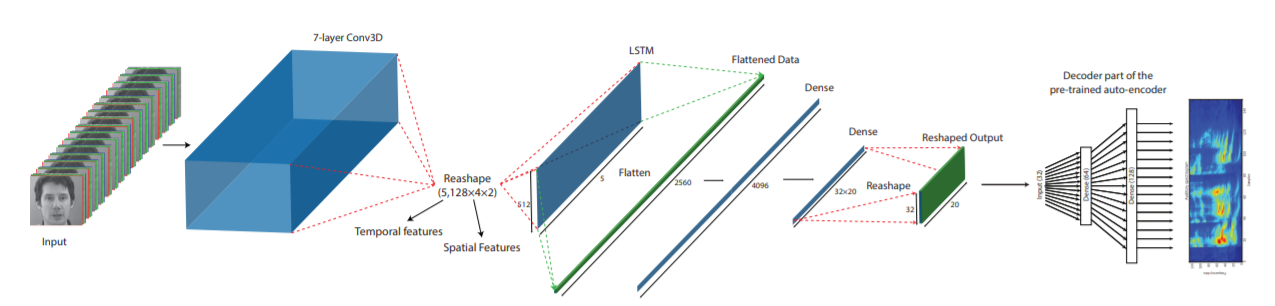 7-layer Conv3D
Input
Reashape
(5,128×4×2)
Temporal features
Spatial Features
LSTM
512
5
Flatten
Flattened Data
2560
Dense
4096
Dense
32×20
Reashape
Reshaped Output
32
20
Decoder part of the
pre-trained auto-encoder
Input (32)
Dense (64)
Dense (128)